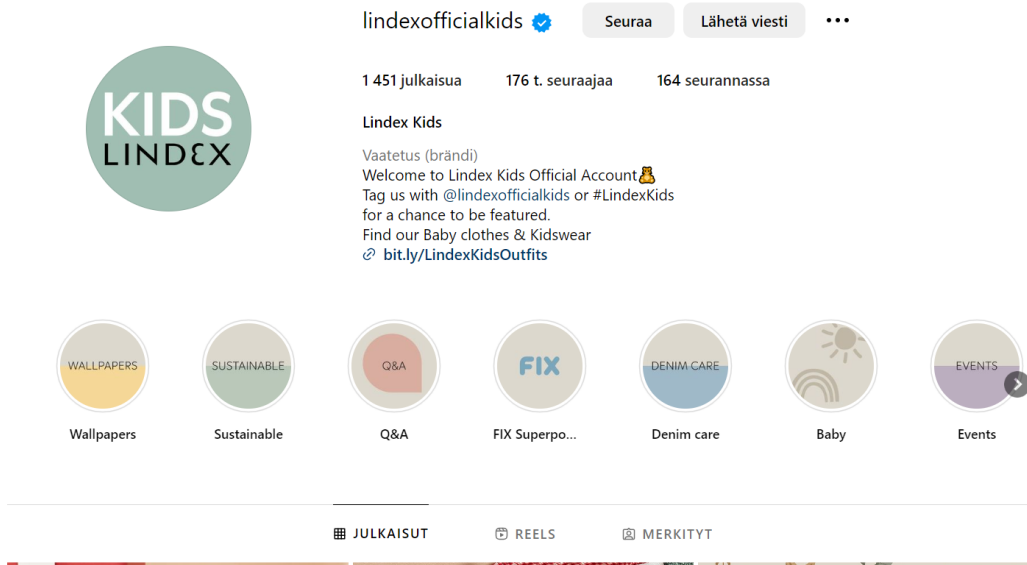 lindexofficialkids
Seuraa
Lähetä viesti
1 451 julkaisua
176 t. seuraajaa
164 seurannassa
KIDS
LINDEX
Lindex Kids
Vaatetus (brändi)
Welcome to Lindex Kids Official Account
Tag us with @lindexofficialkids or #LindexKids
for a chance to be featured.
Find our Baby clothes & Kidswear
bit.ly/LindexKidsOutfits
WALLPAPERS
SUSTAINABLE
Q&A
FIX
DENIM CARE
EVENTS
Wallpapers
Sustainable
Q&A
FIX Superpo...
Denim care
Baby
Events
JULKAISUT
REELS
MERKITYT